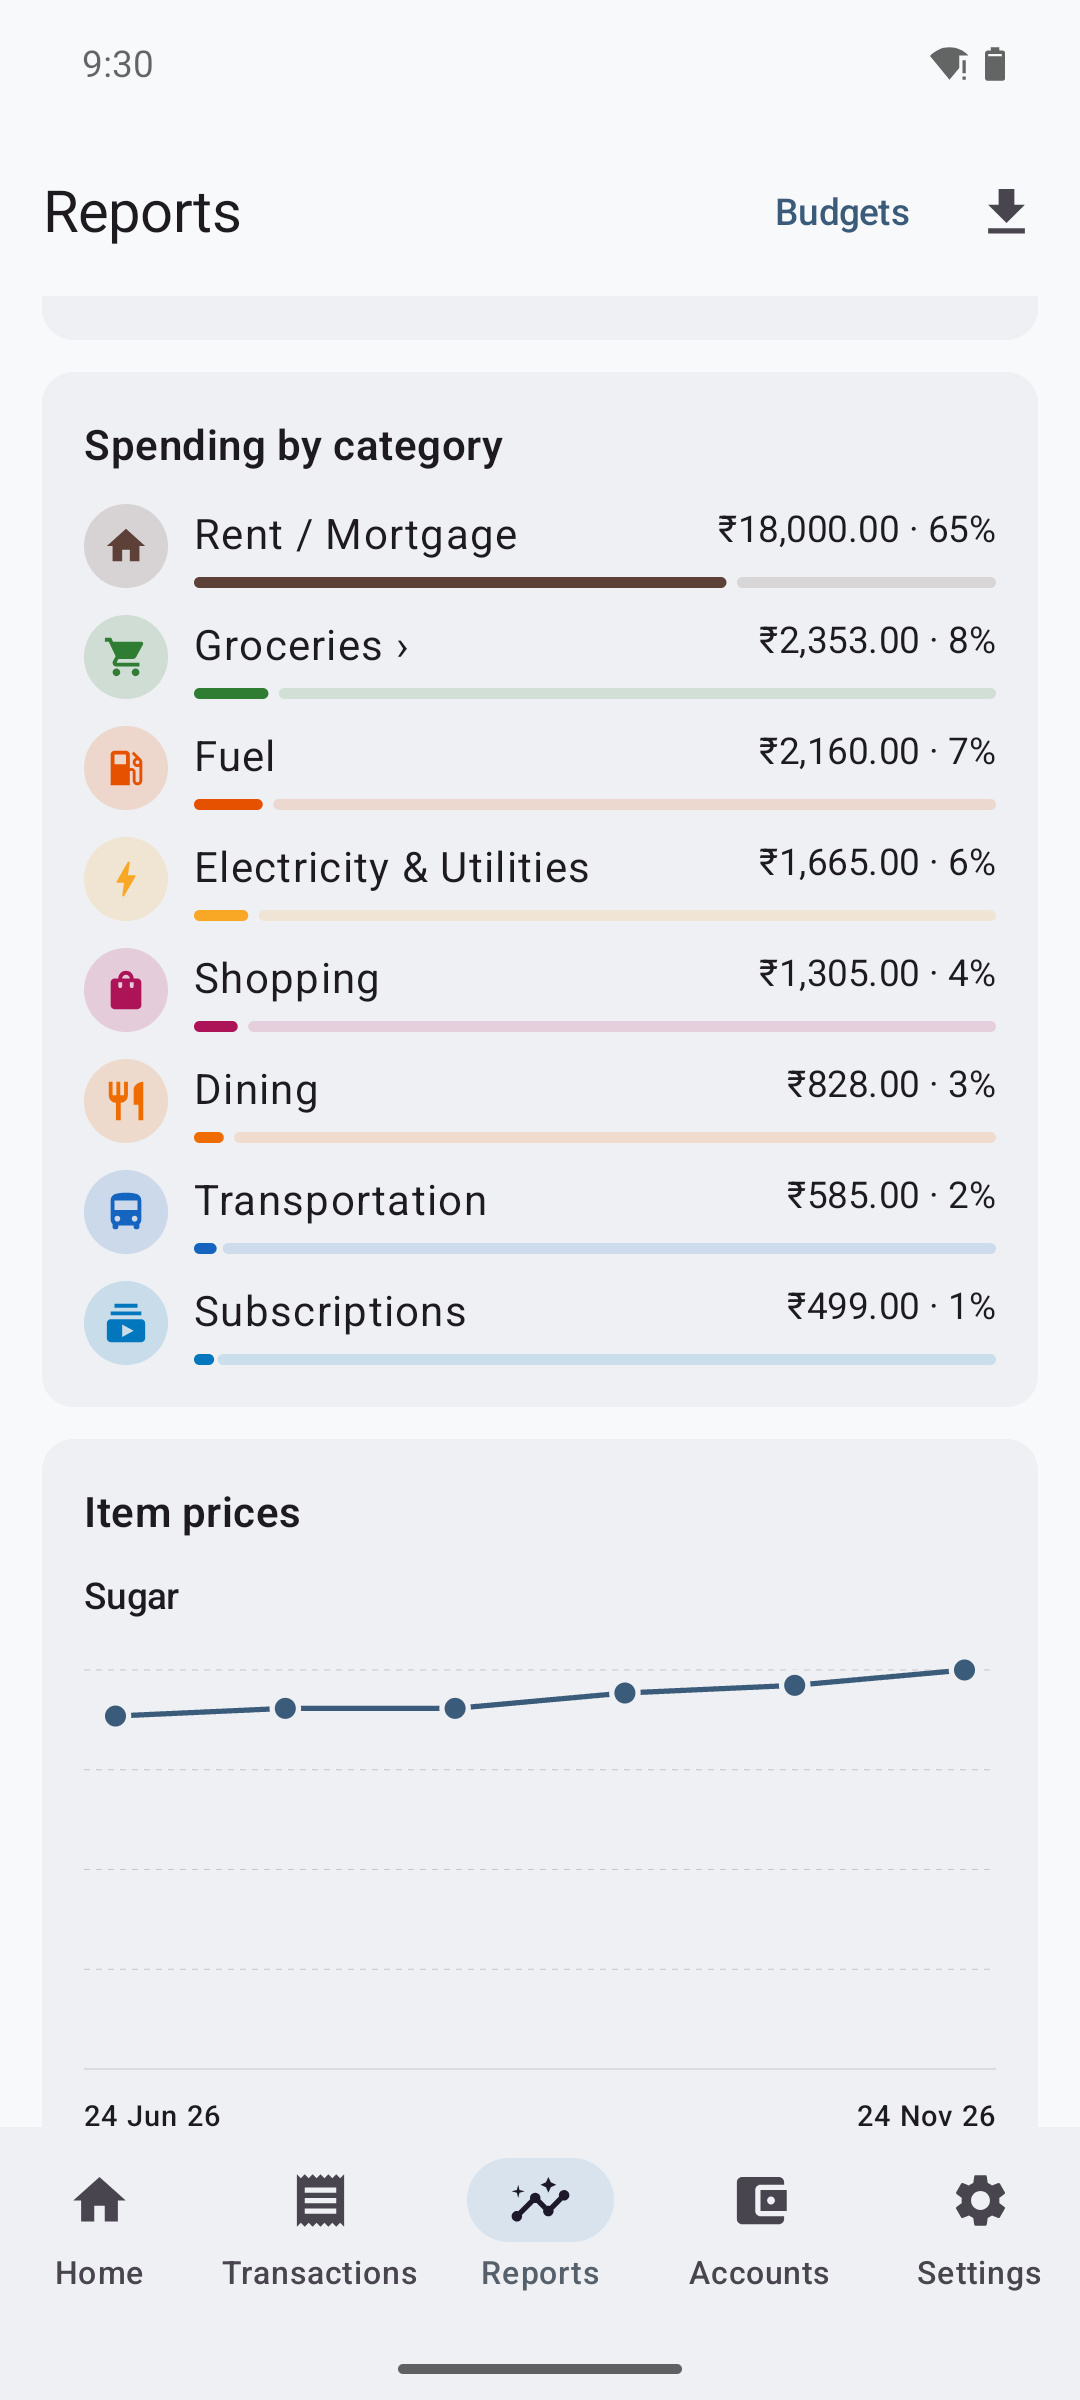 9:30
Reports
Budgets
Spending by category
Rent / Mortgage ₹18,000.00 · 65%
Groceries › ₹2,353.00 · 8%
Fuel ₹2,160.00 · 7%
Electricity & Utilities ₹1,665.00 · 6%
Shopping ₹1,305.00 · 4%
Dining ₹828.00 · 3%
Transportation ₹585.00 · 2%
Subscriptions ₹499.00 · 1%
Item prices
Sugar
24 Jun 26 24 Nov 26
Home Transactions Reports Accounts Settings